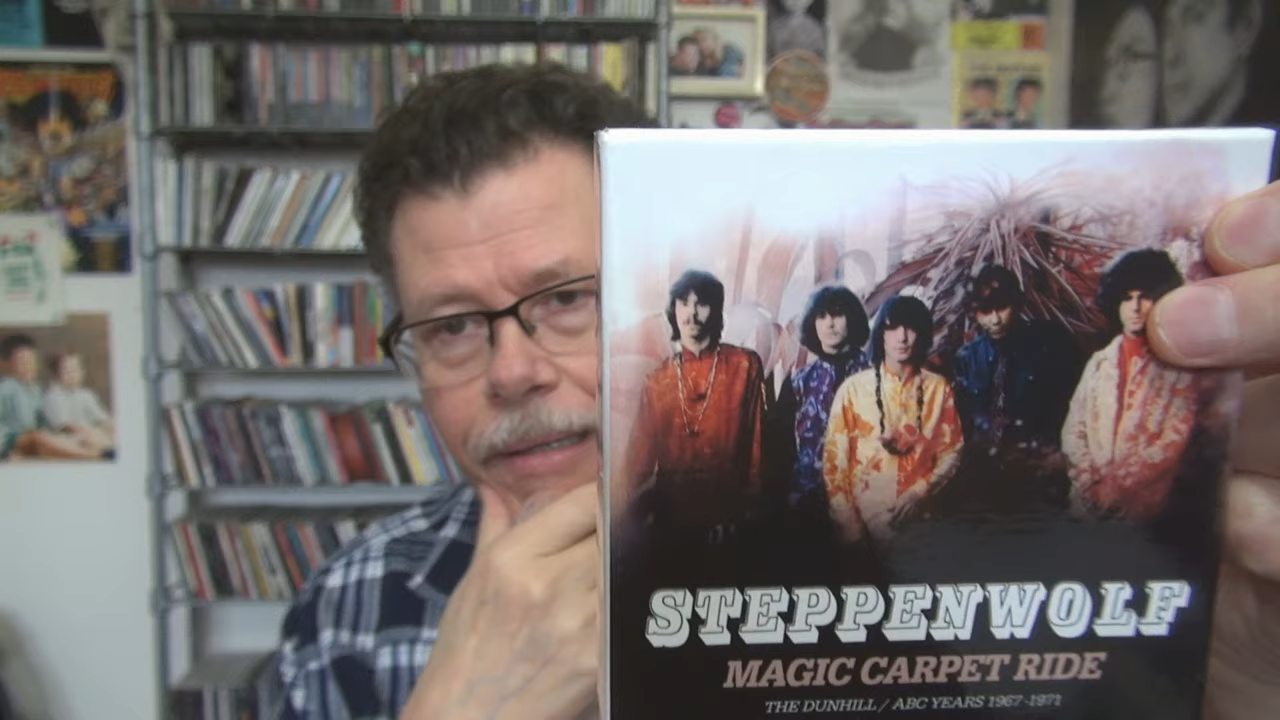 STEPPENWOLF
MAGIC CARPET RIDE
THE DUNHILL / ABC YEARS 1967-1971